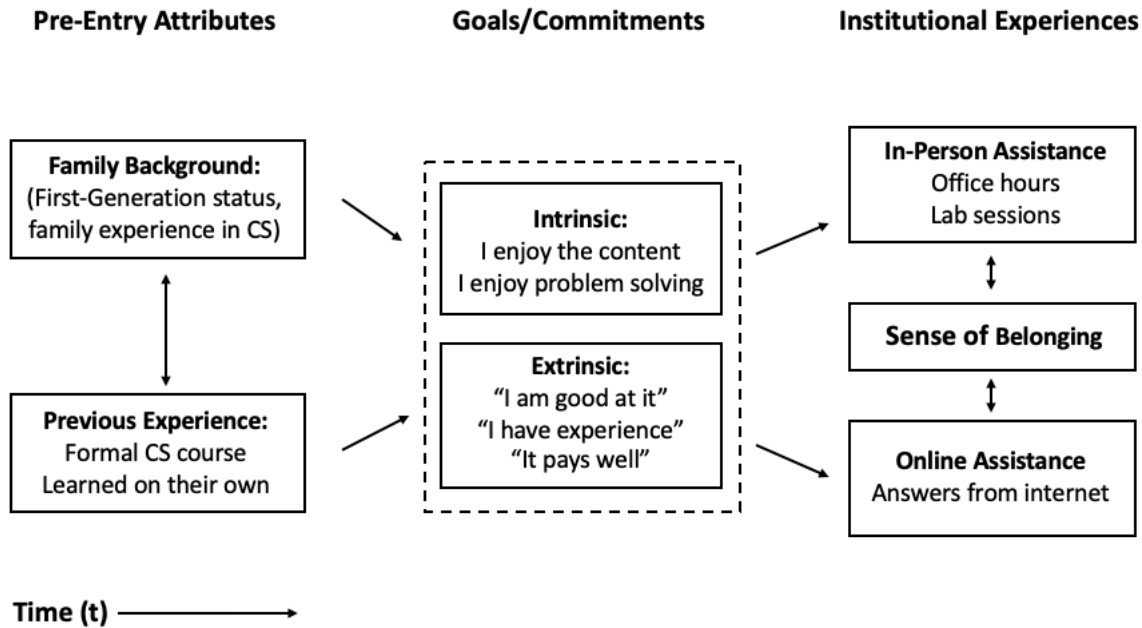 Pre-Entry Attributes
Goals/Commitments
Institutional Experiences
Family Background:
(First-Generation status,
family experience in CS)
Previous Experience:
Formal CS course
Learned on their own
Intrinsic:
I enjoy the content
I enjoy problem solving
Extrinsic:
“I am good at it”
“I have experience”
“It pays well”
In-Person Assistance
Office hours
Lab sessions
Sense of Belonging
Online Assistance
Answers from internet
Time (t)